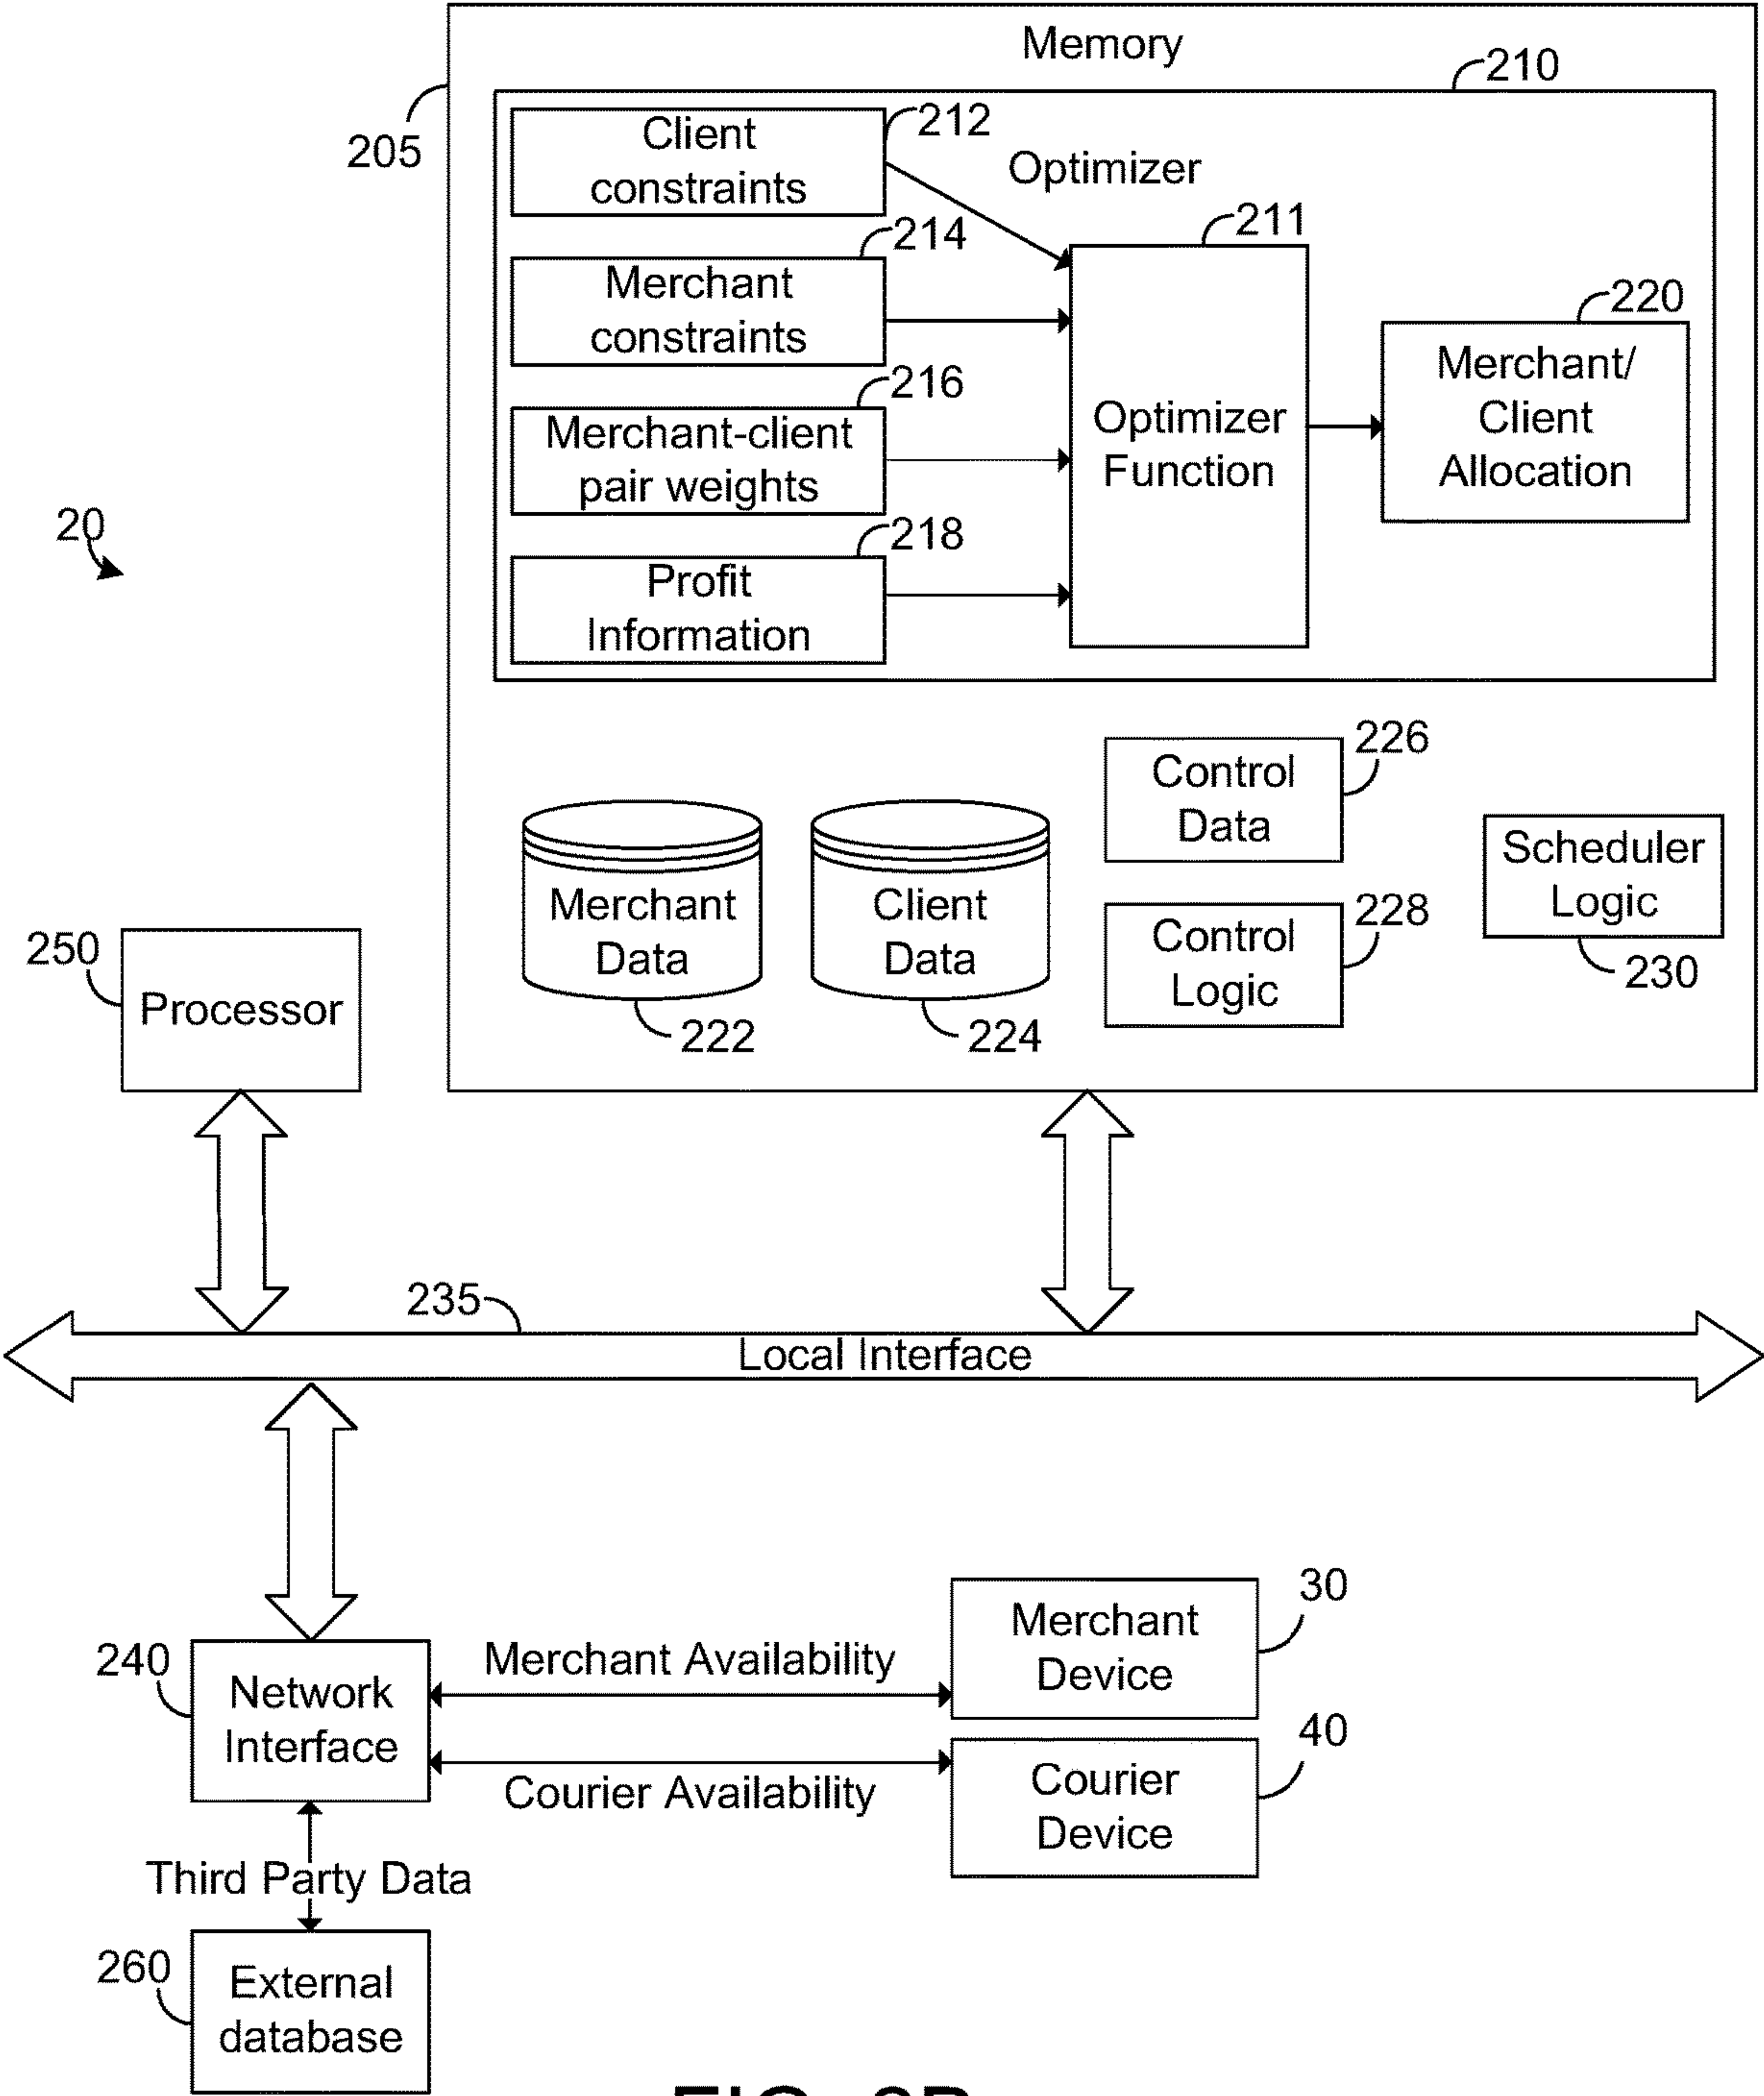 Memory
210
205
Client
constraints
212
Optimizer
214
Merchant
constraints
211
216
Merchant-client
pair weights
Optimizer
Function
220
Merchant/
Client
Allocation
218
Profit
Information
20
226
Control
Data
Merchant
Data
222
Client
Data
224
228
Control
Logic
Scheduler
Logic
230
250
Processor
235
Local Interface
240
Network
Interface
Merchant Availability
Courier Availability
30
Merchant
Device
40
Courier
Device
Third Party Data
260
External
database